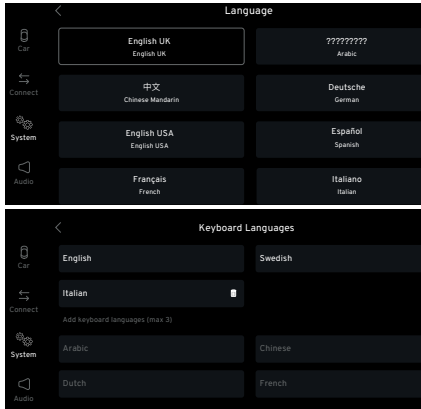 Language
Car
Connect
System
Audio
English UK
English UK
?????????
Arabic
中文
Chinese Mandarin
Deutsche
German
English USA
English USA
Español
Spanish
Français
French
Italiano
Italian
Keyboard Languages
Car
Connect
System
Audio
English
Swedish
Italian
Add keyboard languages (max 3)
Arabic
Chinese
Dutch
French